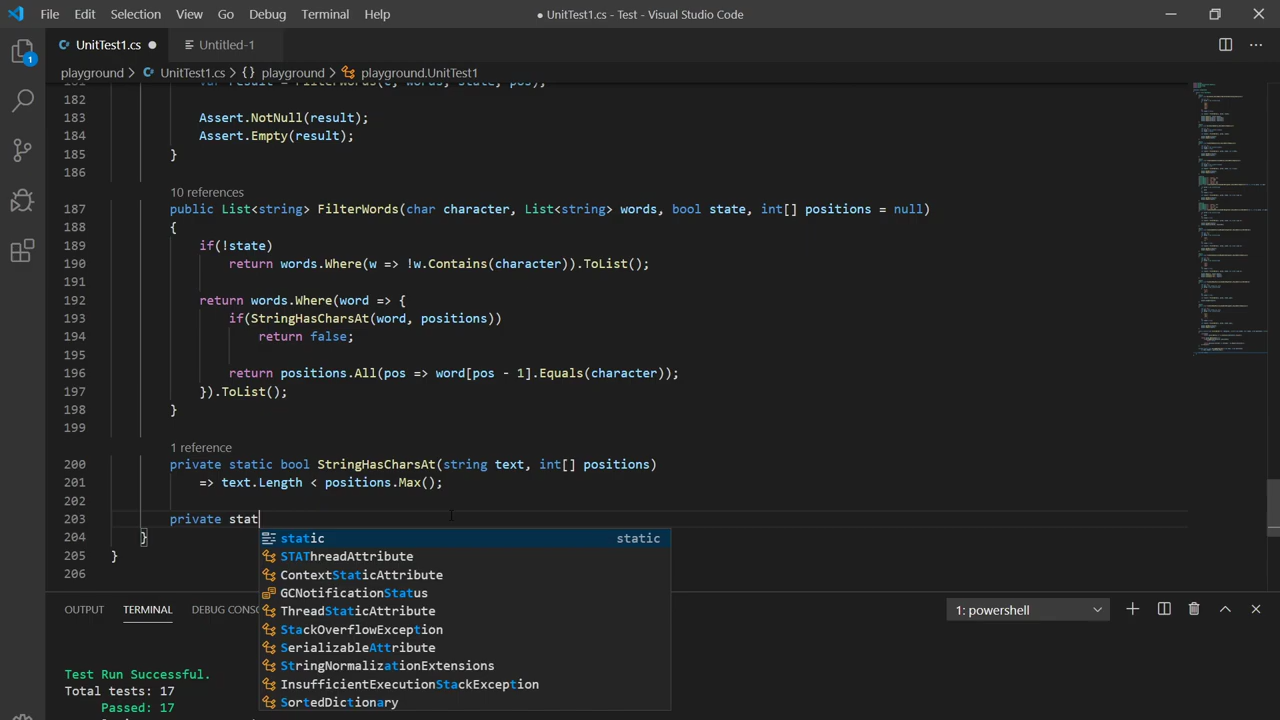 File Edit Selection View Go Debug Terminal Help
● UnitTest1.cs - Test - Visual Studio Code
UnitTest1.cs ●
Untitled-1
playground > UnitTest1.cs > {} playground > playground.UnitTest1
182
183 Assert.NotNull(result);
184 Assert.Empty(result);
185 }
186
10 references
187 public List<string> FilterWords(char character, List<string> words, bool state, int[] positions = null)
188 {
189 if(!state)
190 return words.Where(w => !w.Contains(character)).ToList();
191
192 return words.Where(word => {
193 if(StringHasCharsAt(word, positions))
194 return false;
195
196 return positions.All(pos => word[pos - 1].Equals(character));
197 }).ToList();
198 }
199
1 reference
200 private static bool StringHasCharsAt(string text, int[] positions)
201 => text.Length < positions.Max();
202
203 private stat
204 }
205 }
206
static static
STAThreadAttribute
ContextStaticAttribute
GCNotificationStatus
ThreadStaticAttribute
StackOverflowException
SerializableAttribute
StringNormalizationExtensions
InsufficientExecutionStackException
SortedDictionary
1
OUTPUT TERMINAL DEBUG CONSO
1: powershell
Test Run Successful.
Total tests: 17
Passed: 17